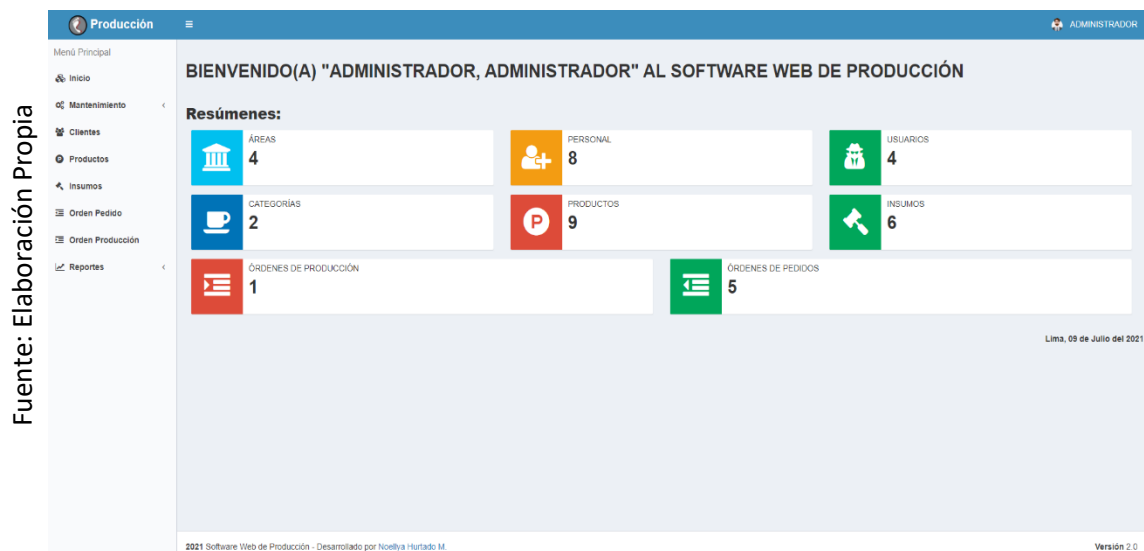 Fuente: Elaboración Propia
Producción
ADMINISTRADOR
Menú Principal
Inicio
Mantenimiento
Clientes
Productos
Insumos
Orden Pedido
Orden Producción
Reportes
BIENVENIDO(A) "ADMINISTRADOR, ADMINISTRADOR" AL SOFTWARE WEB DE PRODUCCIÓN
Resúmenes:
ÁREAS
4
PERSONAL
8
USUARIOS
4
CATEGORÍAS
2
P
PRODUCTOS
9
INSUMOS
6
ÓRDENES DE PRODUCCIÓN
1
ÓRDENES DE PEDIDOS
5
Lima, 09 de Julio del 2021
2021 Software Web de Producción - Desarrollado por Noellya Hurtado M.
Versión 2.0